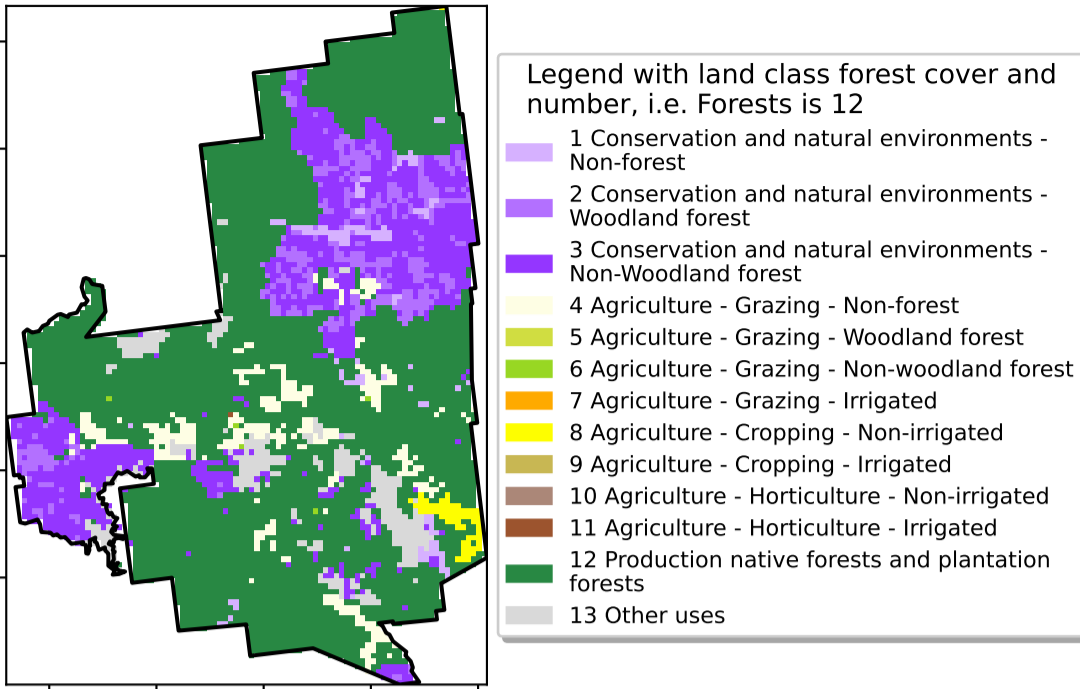 Legend with land class forest cover and
number, i.e. Forests is 12
1 Conservation and natural environments -
Non-forest
2 Conservation and natural environments -
Woodland forest
3 Conservation and natural environments -
Non-Woodland forest
4 Agriculture - Grazing - Non-forest
5 Agriculture - Grazing - Woodland forest
6 Agriculture - Grazing - Non-woodland forest
7 Agriculture - Grazing - Irrigated
8 Agriculture - Cropping - Non-irrigated
9 Agriculture - Cropping - Irrigated
10 Agriculture - Horticulture - Non-irrigated
11 Agriculture - Horticulture - Irrigated
12 Production native forests and plantation
forests
13 Other uses